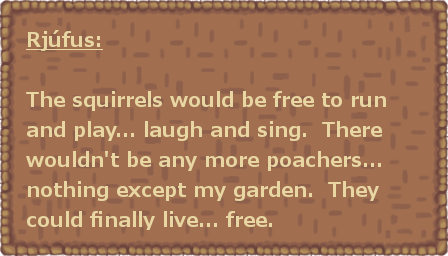 Rjúfus:
The squirrels would be free to run
and play... laugh and sing.  There
wouldn't be any more poachers...
nothing except my garden.  They
could finally live... free.